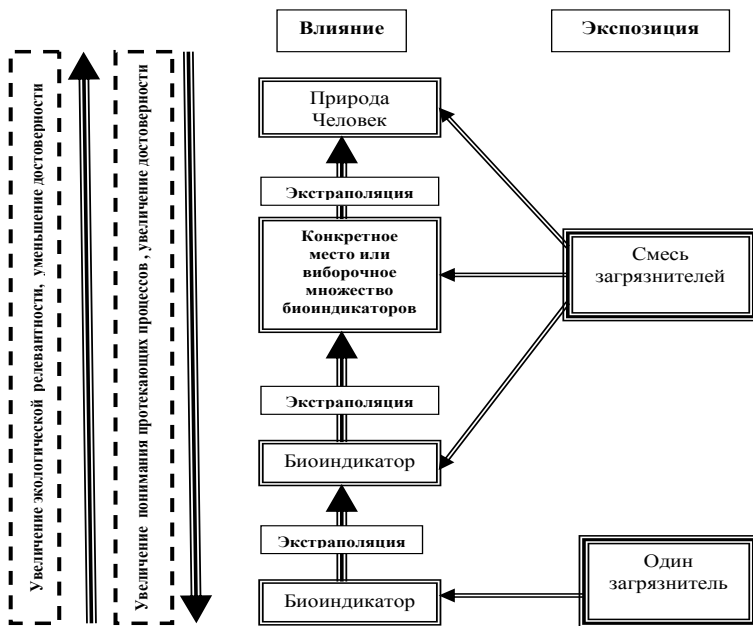 Влияние
Экспозиция
Увеличение экологической релевантности, уменьшение достоверности
Увеличение понимания протекающих процессов , увеличение достоверности
Природа
Человек
Экстраполяция
Конкретное
место или
виборочное
множество
биоиндикаторов
Смесь
загрязнителей
Экстраполяция
Биоиндикатор
Экстраполяция
Один
загрязнитель
Биоиндикатор